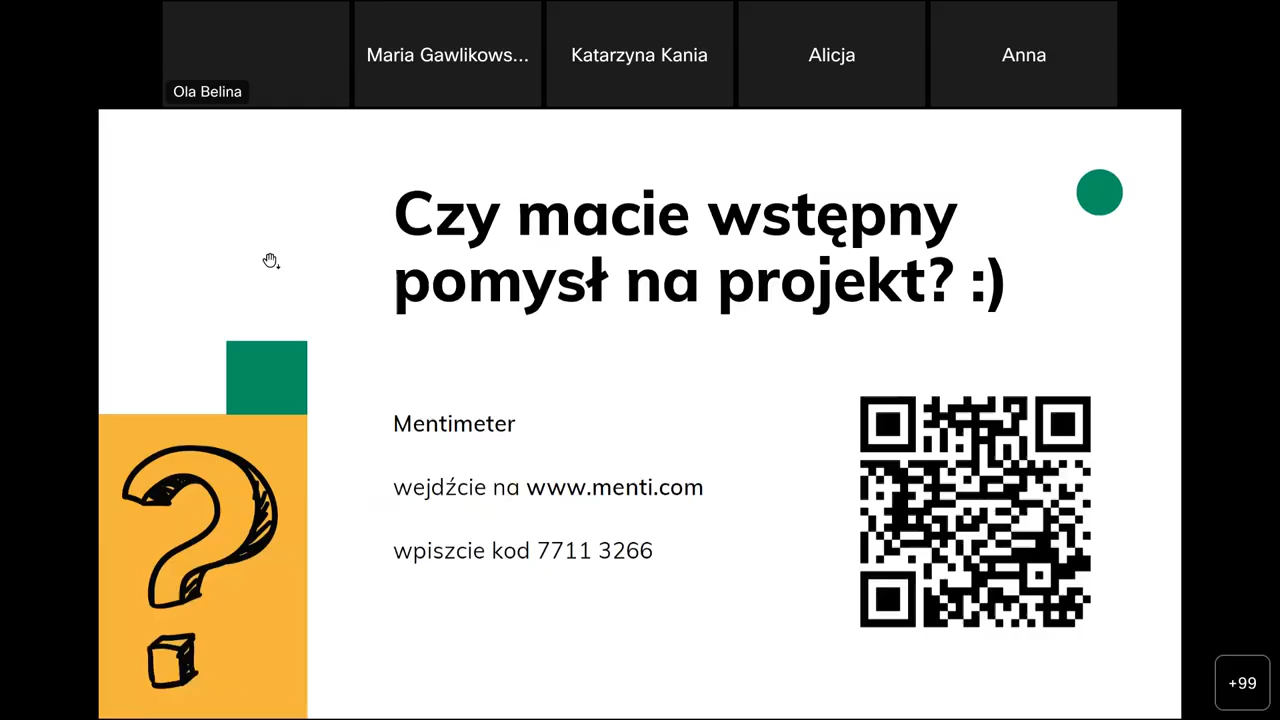 Ola Belina
Maria Gawlikows...
Katarzyna Kania
Alicja
Anna
Czy macie wstępny
pomysł na projekt? :)
Mentimeter
wejdźcie na www.menti.com
wpiszcie kod 7711 3266
+99